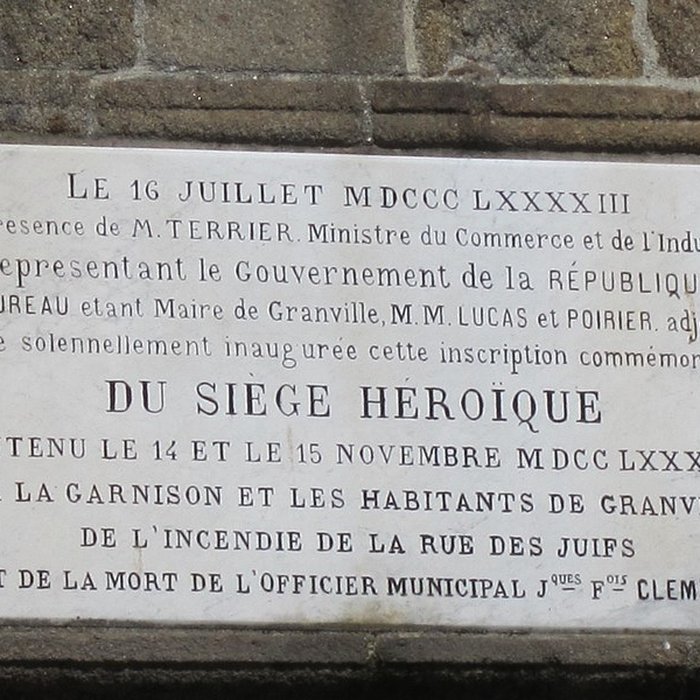 LE 16 JUILLET MDCCC LXXXXIII
resence de M. TERRIER. Ministre du Commerce et de l'Indu
epresentant le Gouvernement de la RÉPUBLIQU
UREAU etant Maire de Granville, M.M. LUCAS et POIRIER. adj
e solennellement inaugurée cette inscription commémor
DU SIÈGE HÉROÏQUE
TENU LE 14 ET LE 15 NOVEMBRE MDCC LXXX
LA GARNISON ET LES HABITANTS DE GRANV
DE L'INCENDIE DE LA RUE DES JUIFS
T DE LA MORT DE L'OFFICIER MUNICIPAL JQUES FOIS CLEM